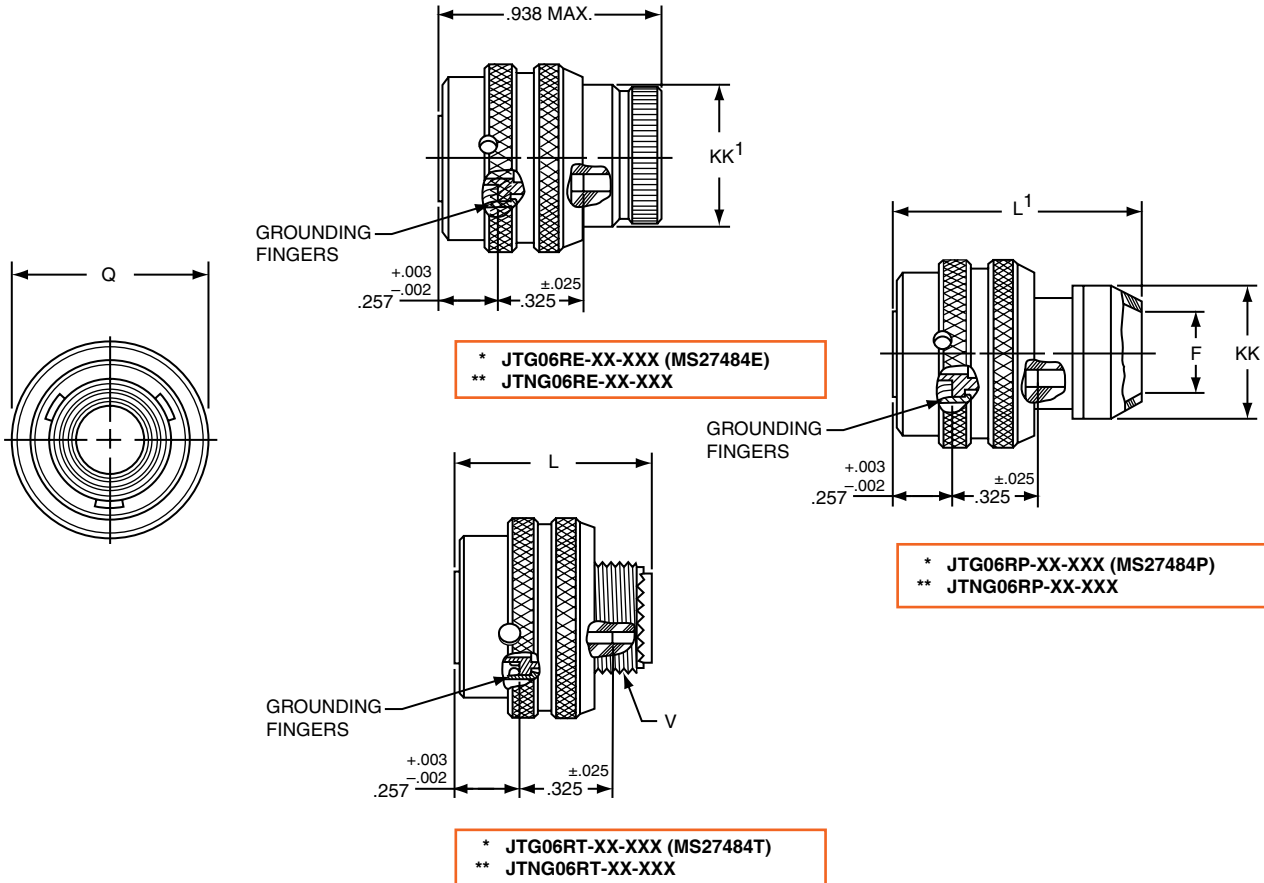 .938 MAX.
KK1
GROUNDING
FINGERS
+.003
–.002
.257
±.025
.325
* JTG06RE-XX-XXX (MS27484E)
** JTNG06RE-XX-XXX
Q
L1
F
KK
GROUNDING
FINGERS
+.003
–.002
.257
±.025
.325
* JTG06RP-XX-XXX (MS27484P)
** JTNG06RP-XX-XXX
L
GROUNDING
FINGERS
V
+.003
–.002
.257
±.025
.325
* JTG06RT-XX-XXX (MS27484T)
** JTNG06RT-XX-XXX